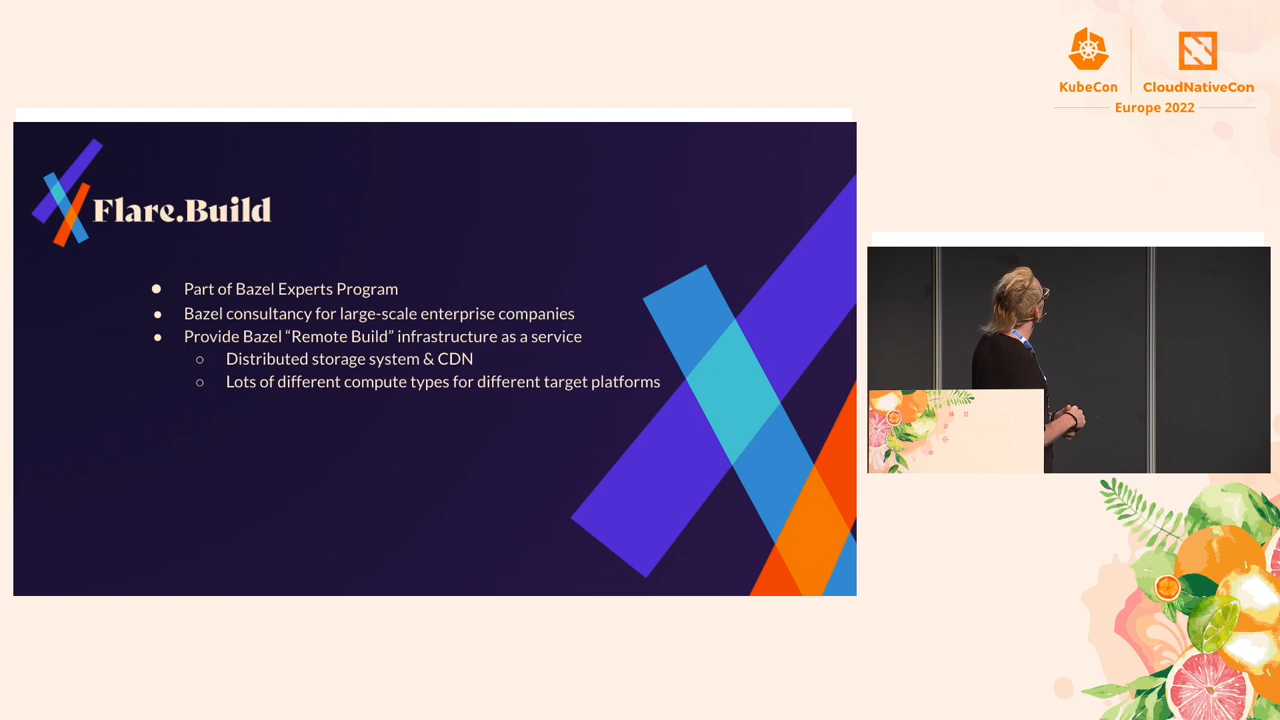 KubeCon
CloudNativeCon
Europe 2022
Flare.Build
• Part of Bazel Experts Program
• Bazel consultancy for large-scale enterprise companies
• Provide Bazel “Remote Build” infrastructure as a service
○ Distributed storage system & CDN
○ Lots of different compute types for different target platforms